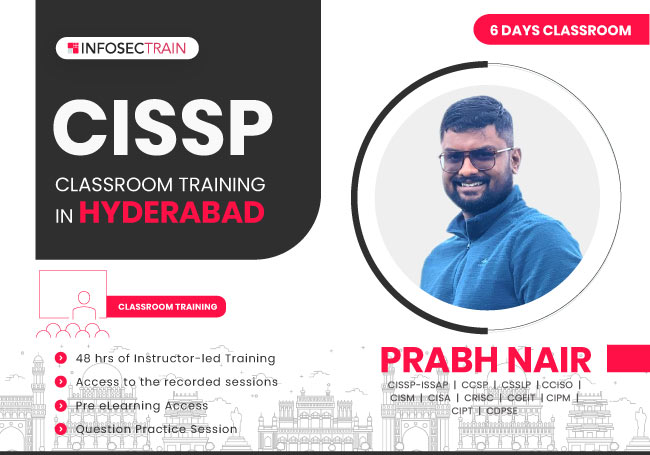 INFOSECTRAIN
6 DAYS CLASSROOM
CISSP
CLASSROOM TRAINING
IN HYDERABAD
CLASSROOM TRAINING
48 hrs of Instructor-led Training
Access to the recorded sessions
Pre eLearning Access
Question Practice Session
PRABH NAIR
CISSP-ISSAP | CCSP | CSSLP | CCISO |
CISM | CISA | CRISC | CGEIT | CIPM |
CIPT | CDPSE